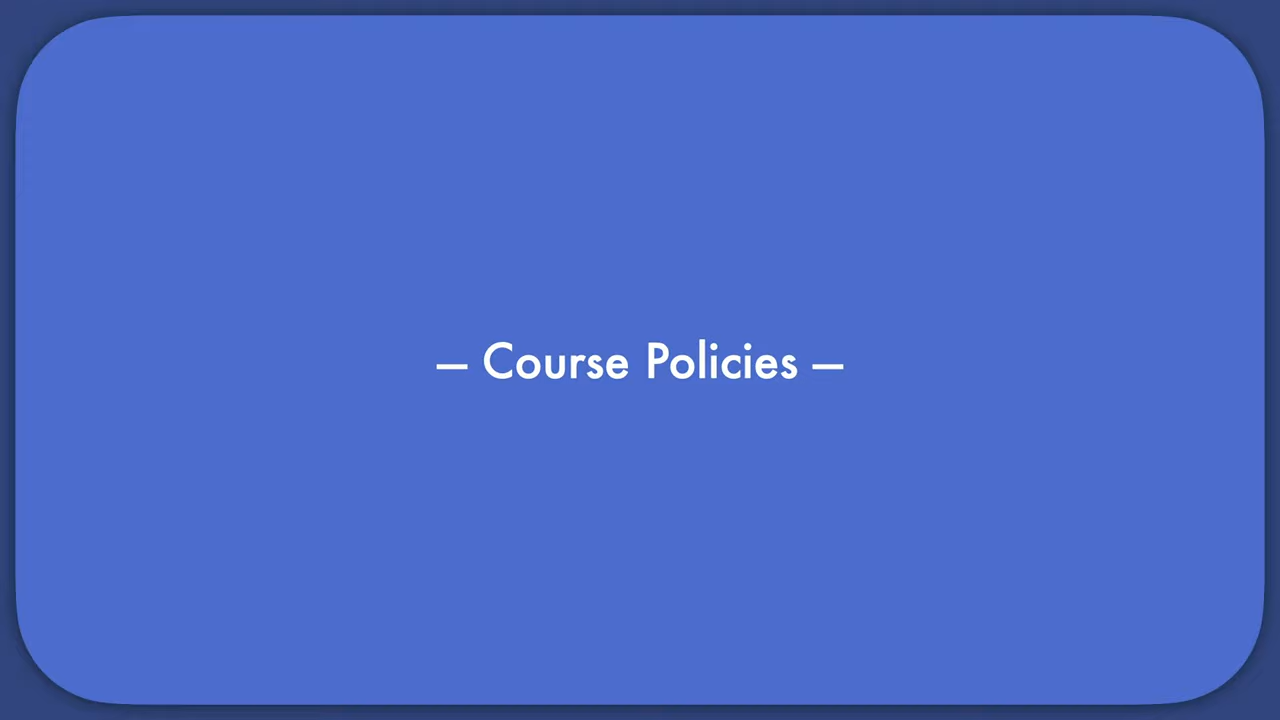 — Course Policies —